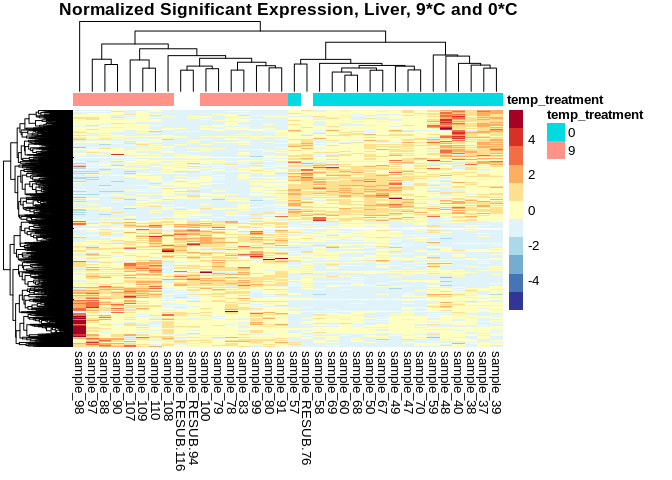 Normalized Significant Expression, Liver, 9*C and 0*C
temp_treatment
temp_treatment
0
9
4
2
0
-2
-4
sample_98
sample_97
sample_88
sample_90
sample_107
sample_109
sample_110
sample_108
sample_RESUB.116
sample_RESUB.94
sample_100
sample_79
sample_78
sample_83
sample_99
sample_80
sample_91
sample_57
sample_RESUB.76
sample_58
sample_69
sample_60
sample_68
sample_50
sample_67
sample_49
sample_47
sample_70
sample_59
sample_48
sample_40
sample_38
sample_37
sample_39